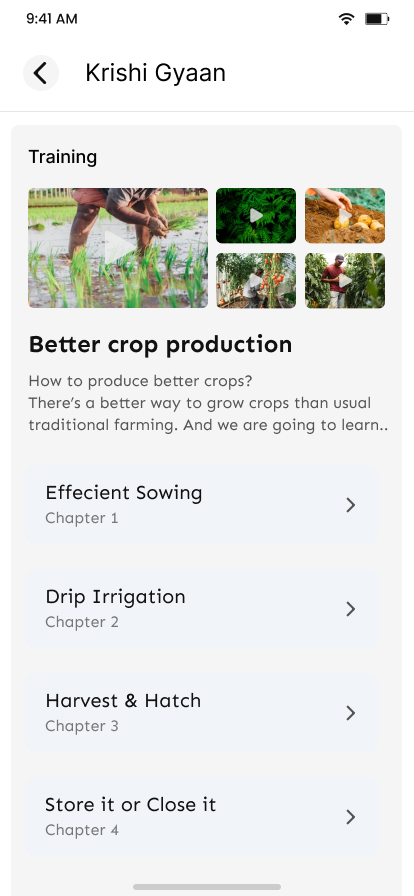 9:41 AM
Krishi Gyaan
Training
Better crop production
How to produce better crops?
There's a better way to grow crops than usual
traditional farming. And we are going to learn..
Effecient Sowing
Chapter 1
Drip Irrigation
Chapter 2
Harvest & Hatch
Chapter 3
Store it or Close it
Chapter 4